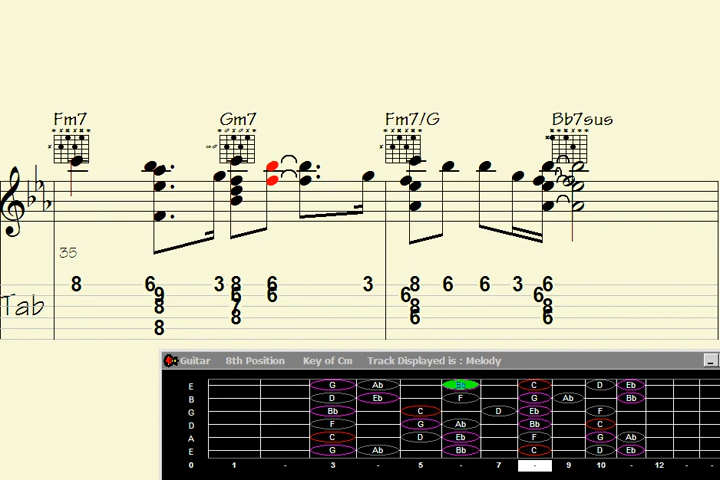 Fm7 Gm7 Fm7/G Bb7sus
35
8 6 3 8 6 3 8 6 6 3 6
9 6 6 6 6
Tab 8 7 8 8
8 6 6
8
Guitar 8th Position Key of Cm Track Displayed is : Melody
E G Ab Bb C D Eb
B D Eb F G Ab Bb
G Bb C D Eb F
D F G Ab Bb C
A C D Eb F G Ab
E G Ab Bb C D Eb
1 - 3 - 5 - 7 - 9 10 - 12 - -